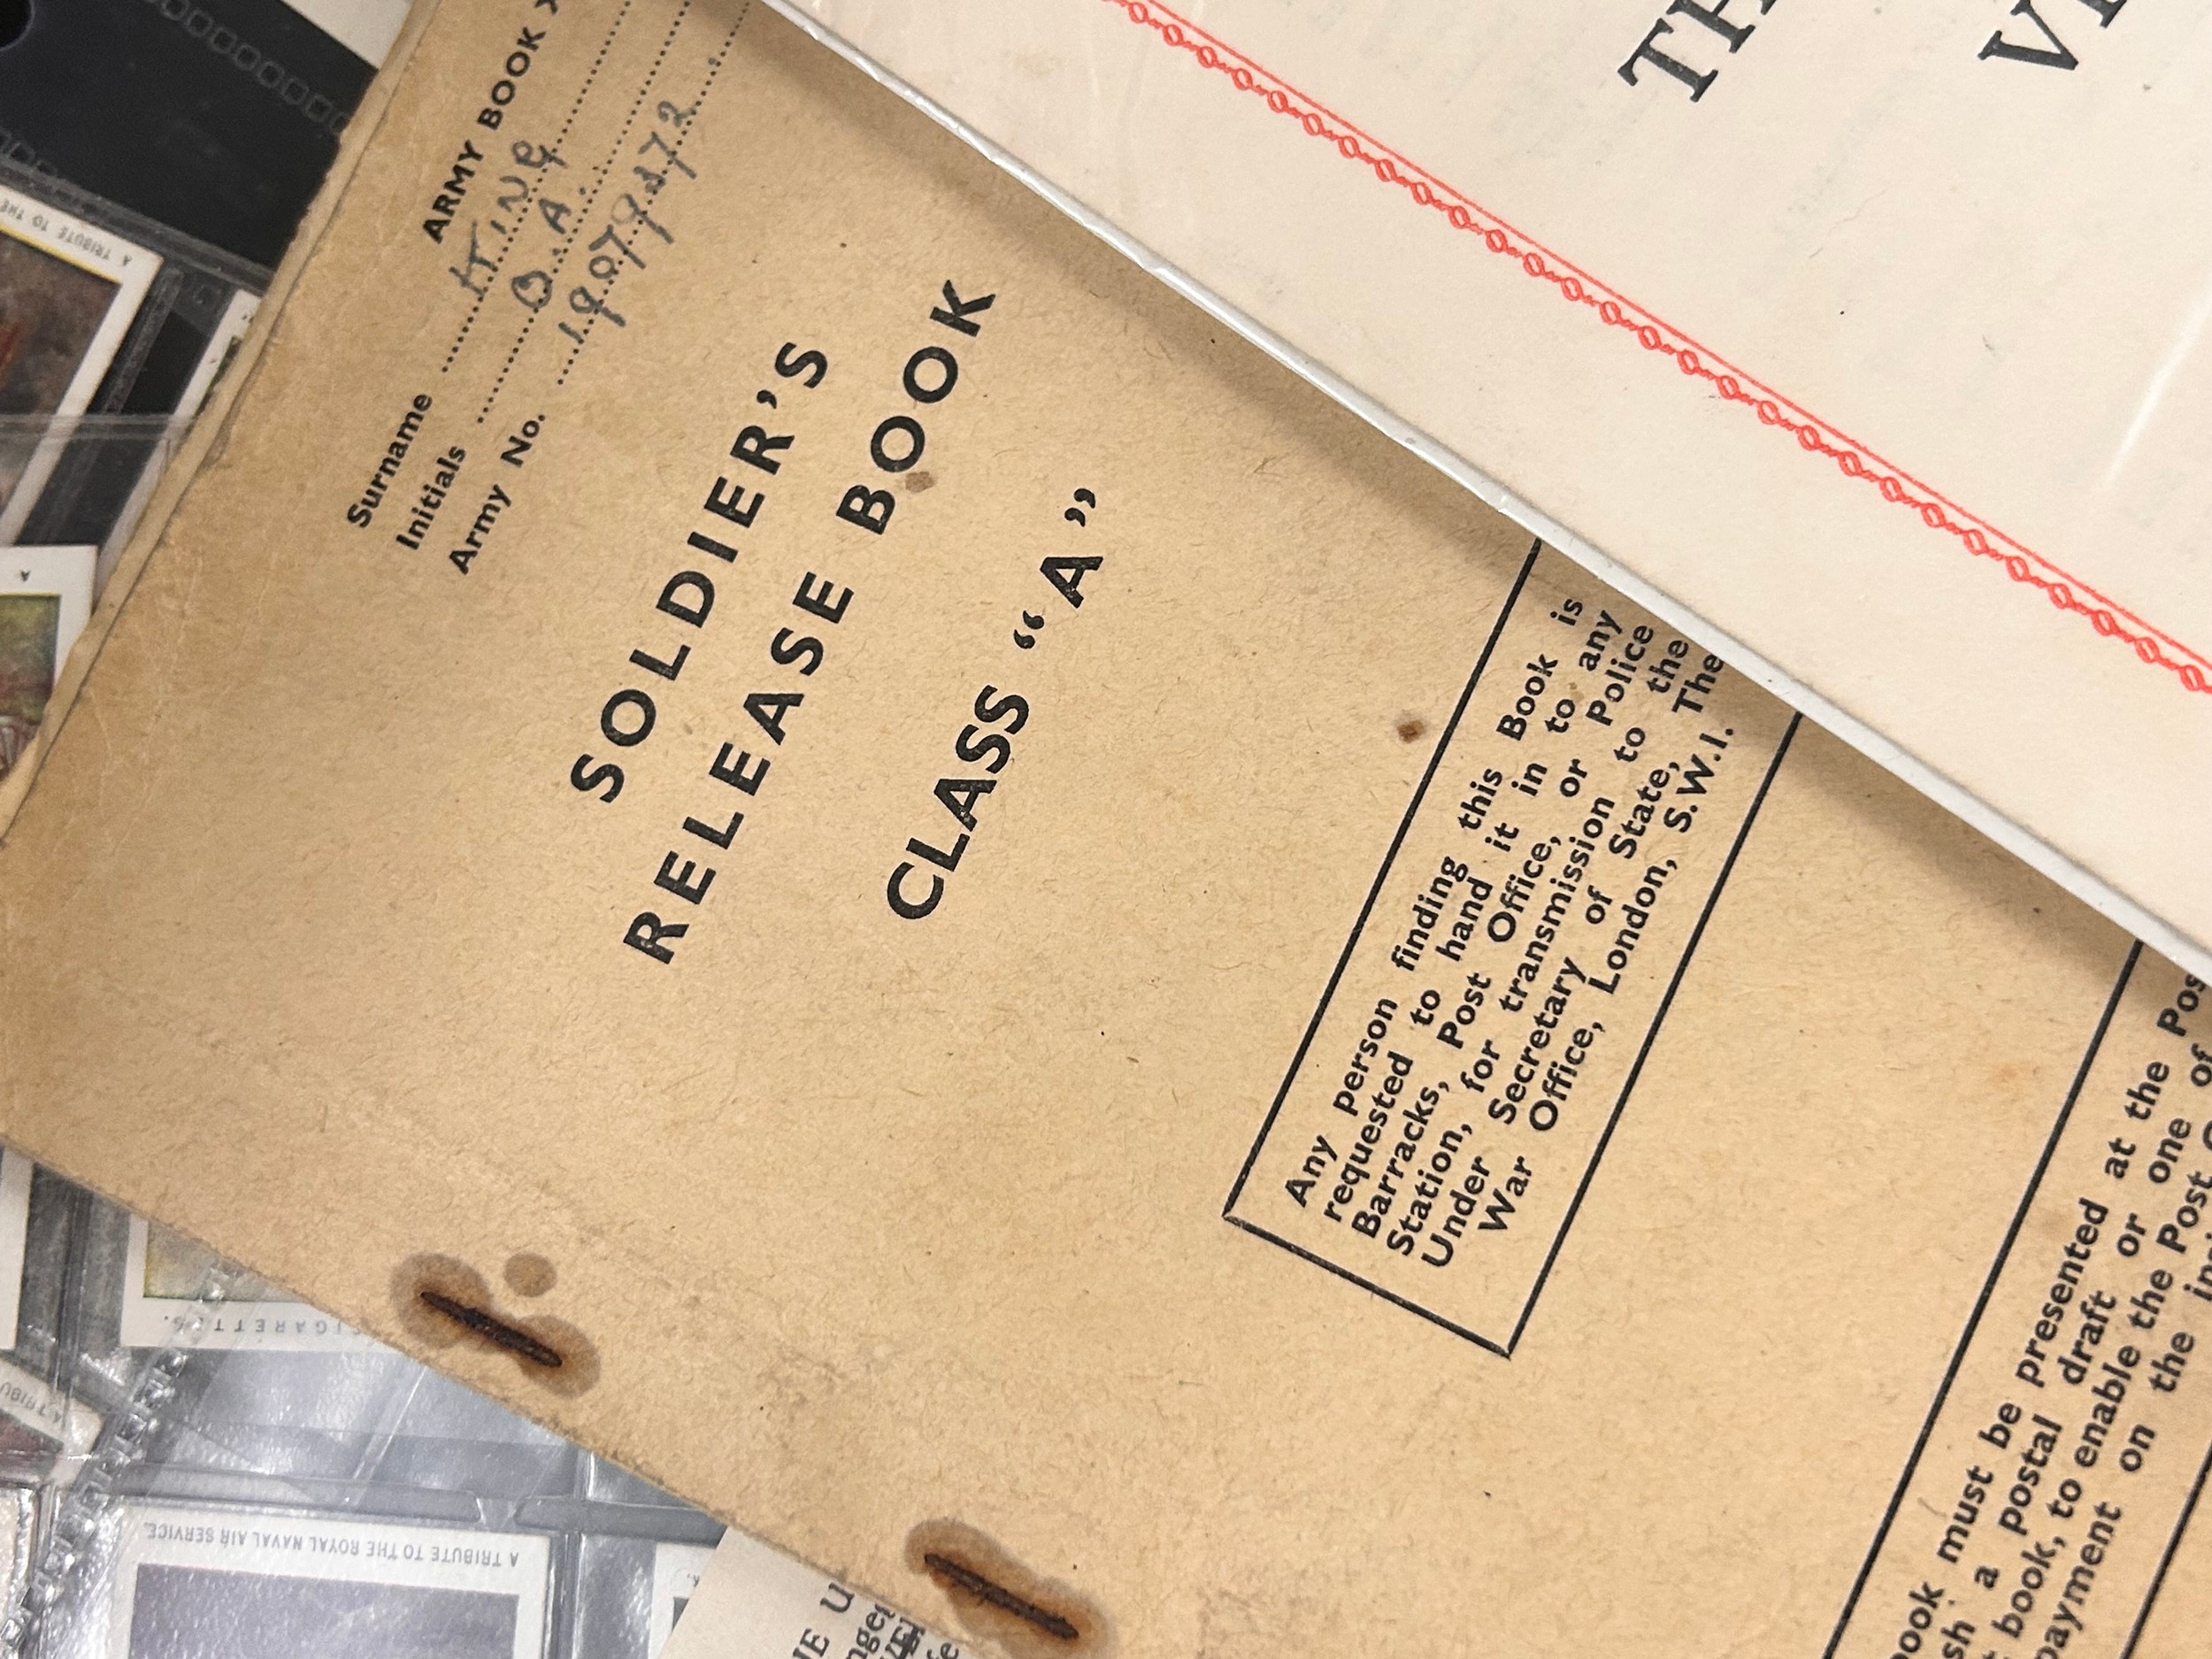 ARMY BOOK X
Surname KING
Initials D.A.
Army No.
SOLDIER'S
RELEASE BOOK
CLASS “A”
Any person finding this Book is
requested to hand it in to any
Barracks, Post Office, or Police
Station, for transmission to the
Under Secretary of State, The
War Office, London, S.W.1.
book must be presented at the Pos
sh a postal draft or one of
book, to enable the Post O
payment on the
TH
VI
A TRIBUTE TO THE
A
CIGARETTES.
A TRIBU
A TRIBUTE TO THE ROYAL NAVAL AIR SERVICE.